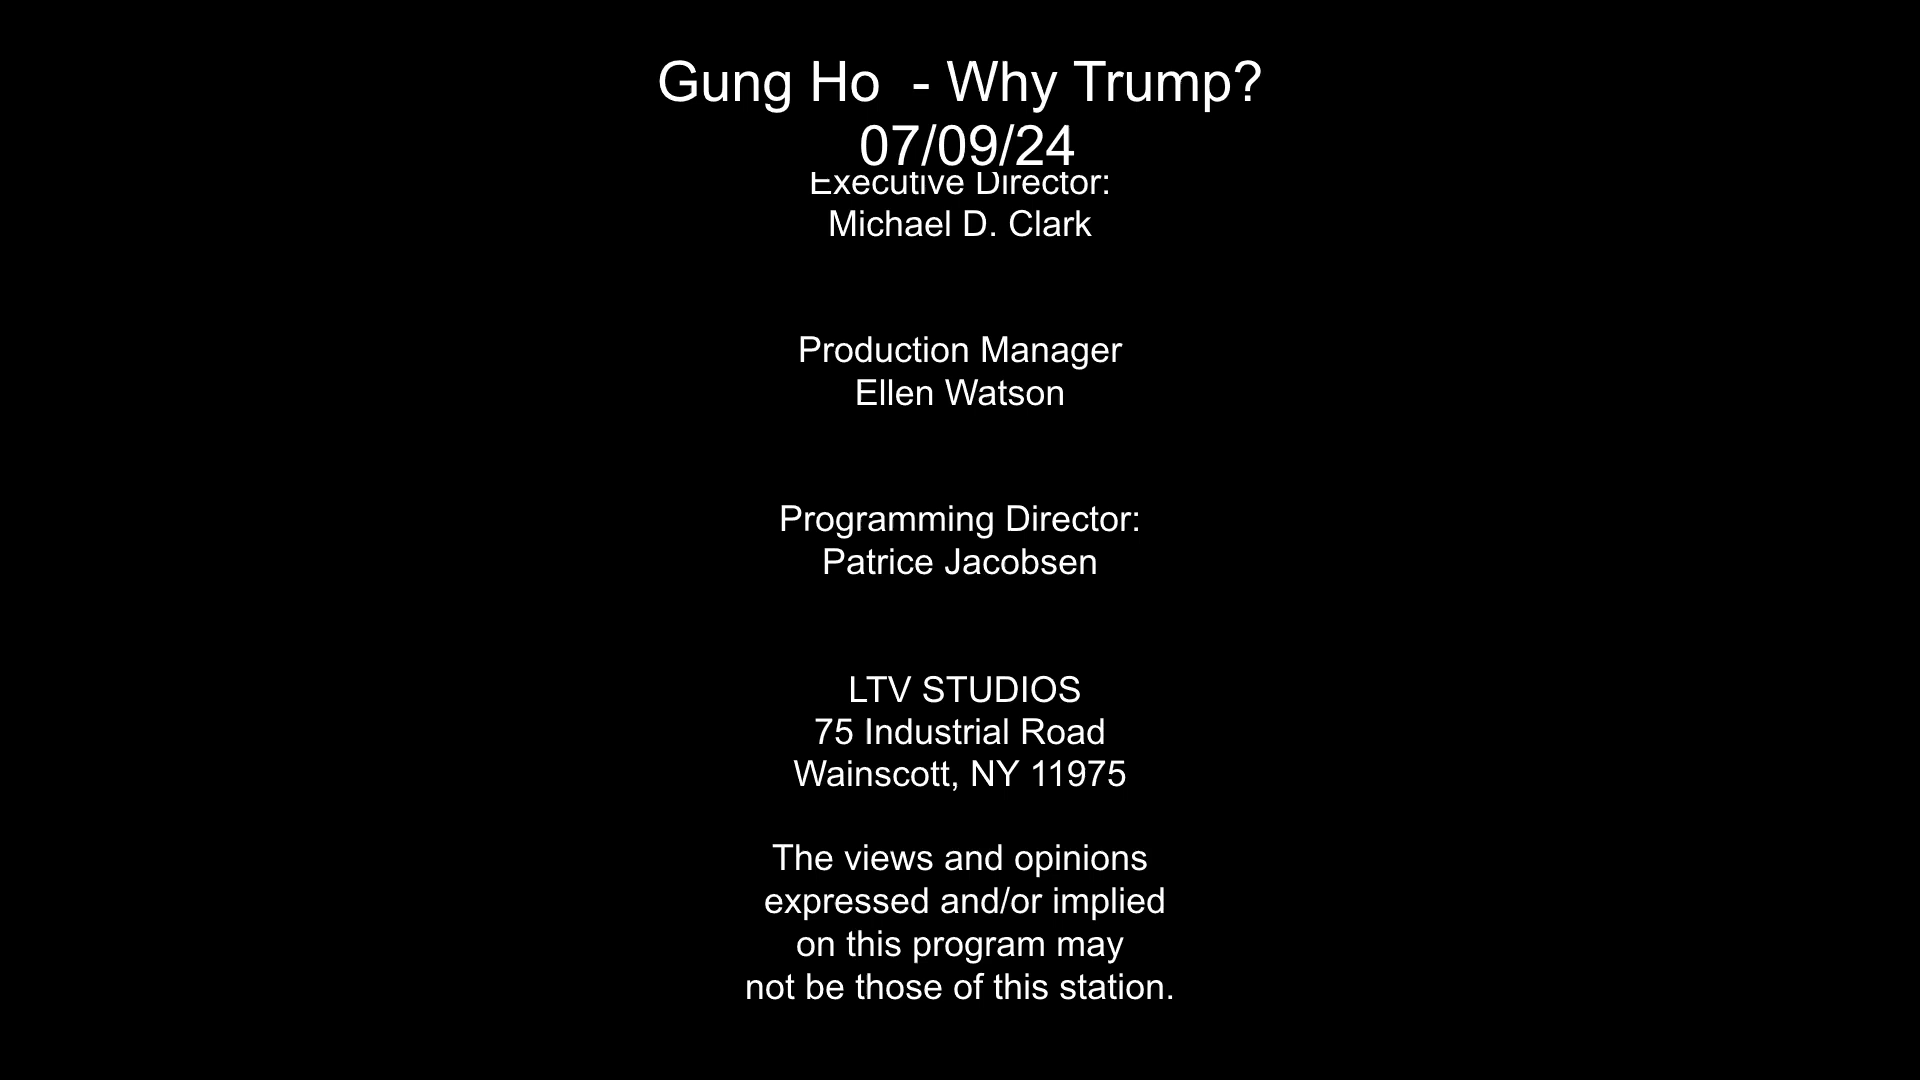 Gung Ho  - Why Trump?
07/09/24
Executive Director:
Michael D. Clark
Production Manager
Ellen Watson
Programming Director:
Patrice Jacobsen
LTV STUDIOS
75 Industrial Road
Wainscott, NY 11975
The views and opinions
expressed and/or implied
on this program may
not be those of this station.